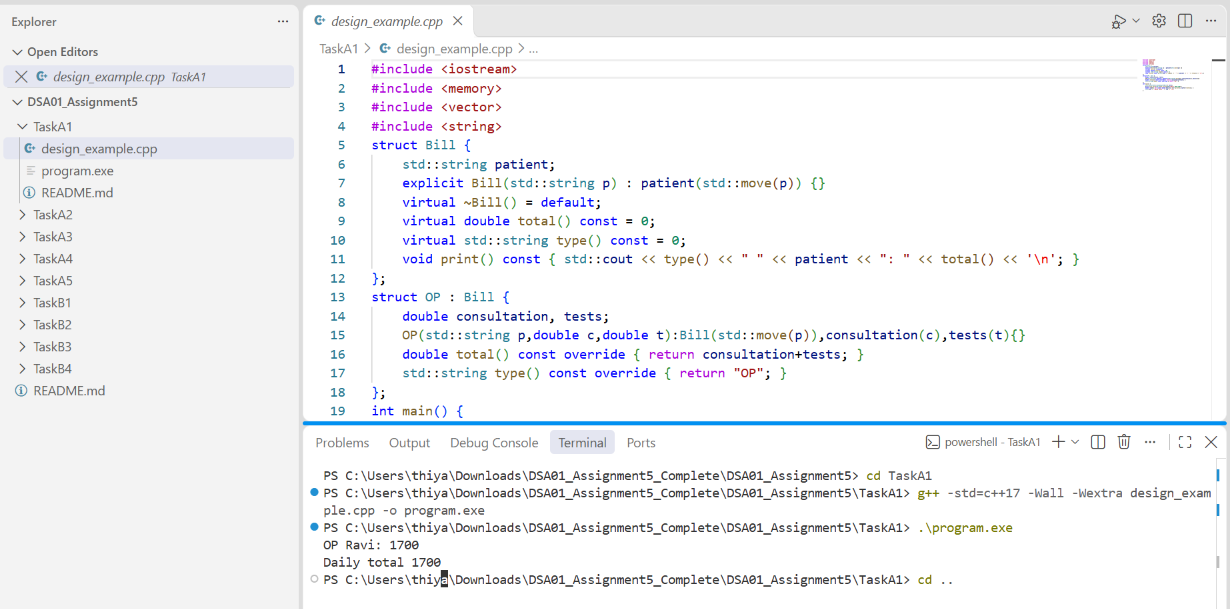 Explorer
...
Open Editors
design_example.cpp TaskA1
DSA01_Assignment5
TaskA1
design_example.cpp
program.exe
README.md
TaskA2
TaskA3
TaskA4
TaskA5
TaskB1
TaskB2
TaskB3
TaskB4
README.md
design_example.cpp
TaskA1 > design_example.cpp > ...
1 #include <iostream>
2 #include <memory>
3 #include <vector>
4 #include <string>
5 struct Bill {
6     std::string patient;
7     explicit Bill(std::string p) : patient(std::move(p)) {}
8     virtual ~Bill() = default;
9     virtual double total() const = 0;
10     virtual std::string type() const = 0;
11     void print() const { std::cout << type() << " " << patient << ": " << total() << '\n'; }
12 };
13 struct OP : Bill {
14     double consultation, tests;
15     OP(std::string p,double c,double t):Bill(std::move(p)),consultation(c),tests(t){}
16     double total() const override { return consultation+tests; }
17     std::string type() const override { return "OP"; }
18 };
19 int main() {
Problems Output Debug Console Terminal Ports
powershell - TaskA1
PS C:\Users\thiya\Downloads\DSA01_Assignment5_Complete\DSA01_Assignment5> cd TaskA1
PS C:\Users\thiya\Downloads\DSA01_Assignment5_Complete\DSA01_Assignment5\TaskA1> g++ -std=c++17 -Wall -Wextra design_exam
ple.cpp -o program.exe
PS C:\Users\thiya\Downloads\DSA01_Assignment5_Complete\DSA01_Assignment5\TaskA1> .\program.exe
OP Ravi: 1700
Daily total 1700
PS C:\Users\thiya\Downloads\DSA01_Assignment5_Complete\DSA01_Assignment5\TaskA1> cd ..